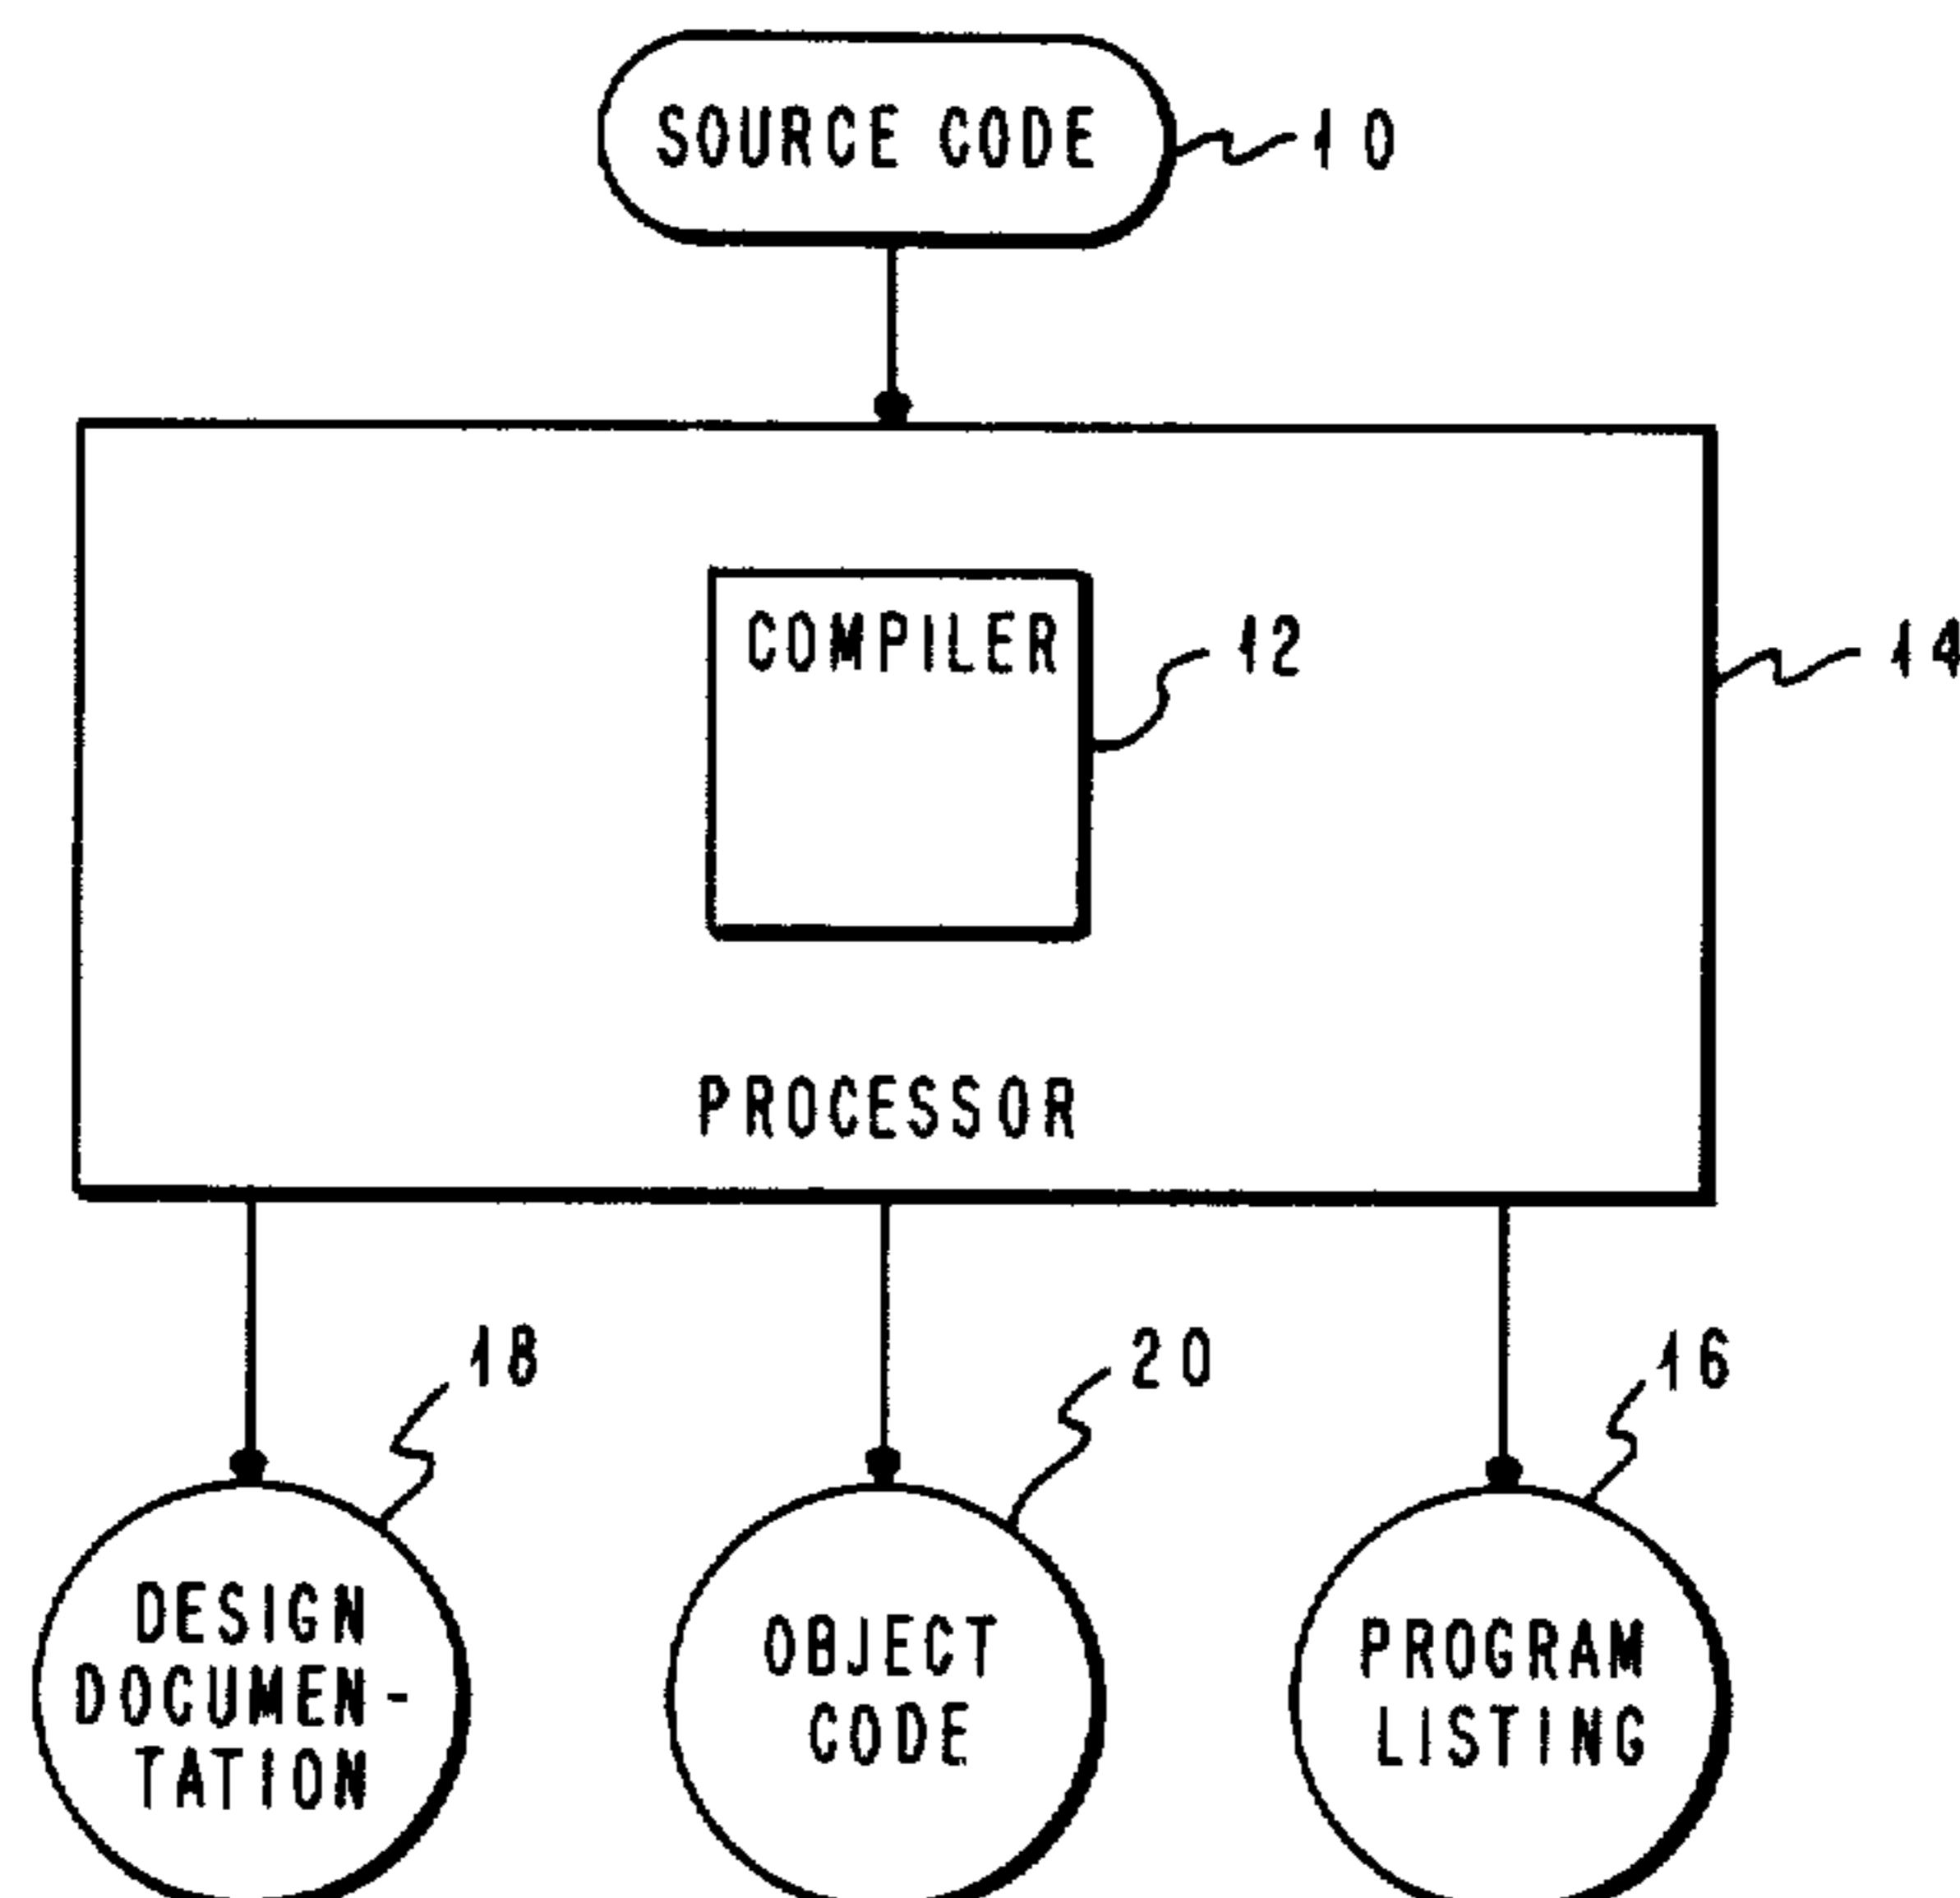 SOURCE CODE
10
COMPILER
12
14
PROCESSOR
18
20
16
DESIGN
DOCUMEN-
TATION
OBJECT
CODE
PROGRAM
LISTING